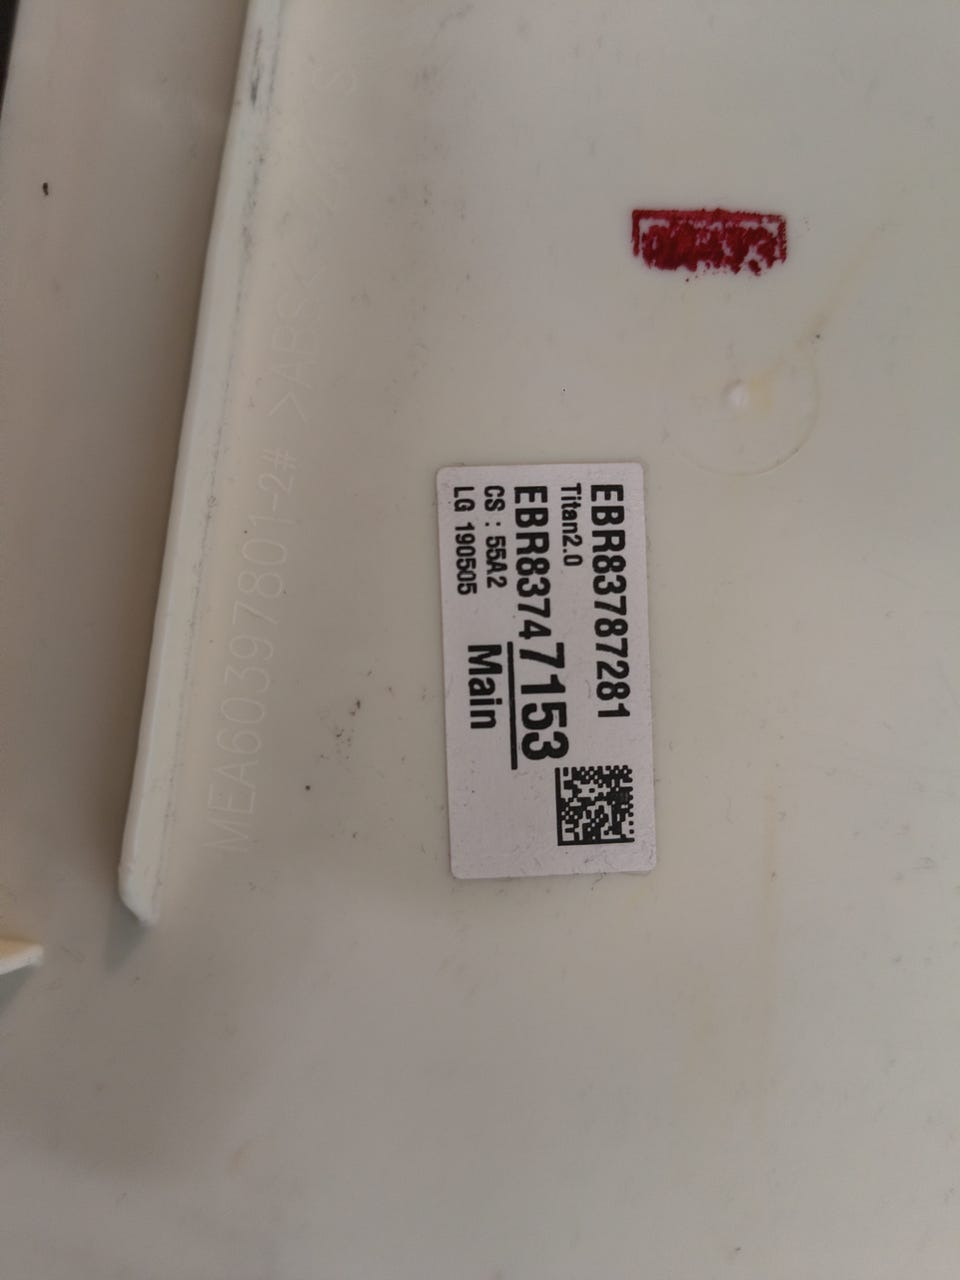 EBR83787281
Titan2.0
EBR83747153
CS : 55A2
Main
LG 190505
MEA60397801-2# >ABS